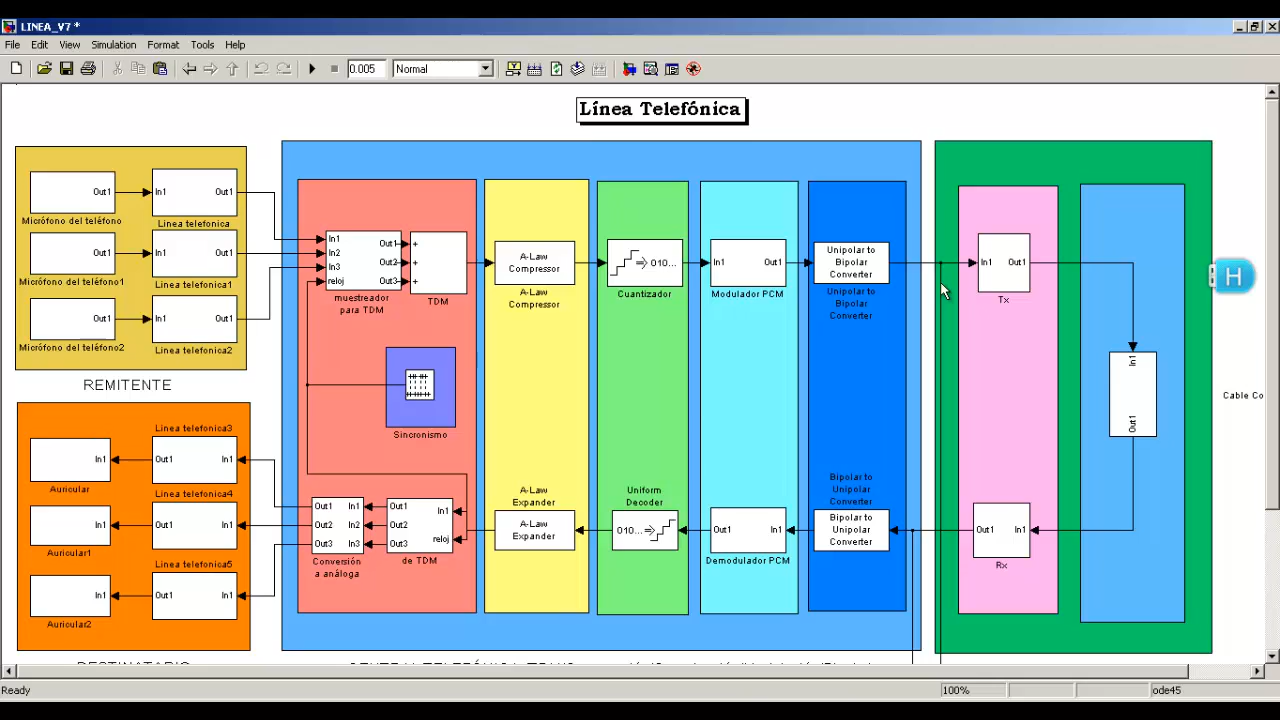 LINEA_V7 *
File Edit View Simulation Format Tools Help
0.005 Normal
Línea Telefónica
Out1 In1 Out1
Micrófono del teléfono Linea telefonica
Out1 In1 Out1
Micrófono del teléfono1 Linea telefonica1
Out1 In1 Out1
Micrófono del teléfono2 Linea telefonica2
REMITENTE
In1 Out1
In2 Out2
In3
reloj Out3
muestreador
para TDM
+
+
+
TDM
A-Law
Compressor
A-Law
Compressor
010...
Cuantizador
In1 Out1
Modulador PCM
Unipolar to
Bipolar
Converter
Unipolar to
Bipolar
Converter
In1 Out1
Tx
H
Sincronismo
In1
Out1
Cable Co
Linea telefonica3
In1 Out1 In1
Auricular
Linea telefonica4
In1 Out1 In1
Auricular1
Linea telefonica5
In1 Out1 In1
Auricular2
Out1 In1
Out2 In2
Out3 In3
Conversión
a análoga
Out1 In1
Out2
Out3 reloj
de TDM
A-Law
Expander
A-Law
Expander
Uniform
Decoder
010...
Out1 In1
Demodulador PCM
Bipolar to
Unipolar
Converter
Bipolar to
Unipolar
Converter
Out1 In1
Rx
DESTINATARIO
Ready 100% ode45